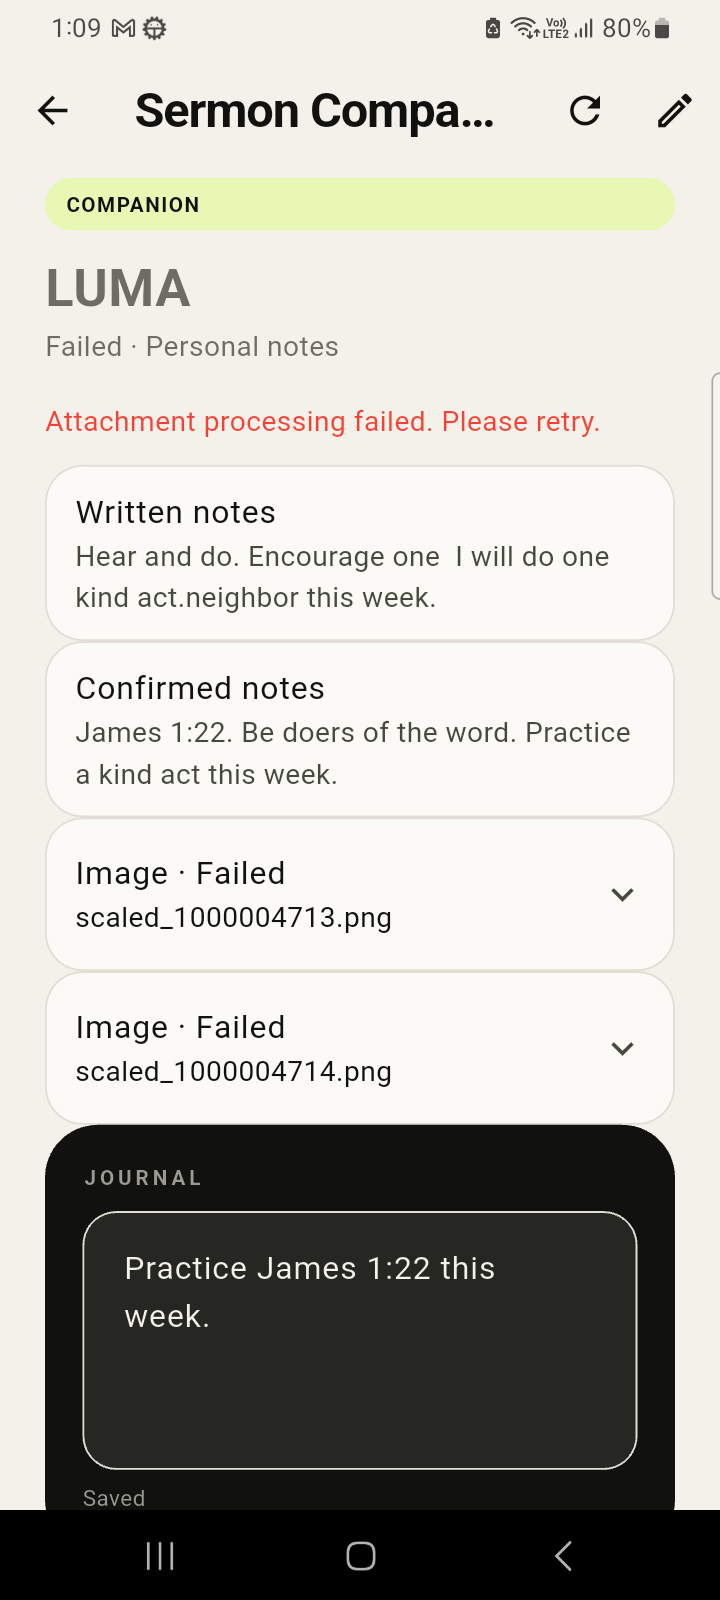 1:09
Vo))
LTE2
80%
Sermon Compa...
COMPANION
LUMA
Failed · Personal notes
Attachment processing failed. Please retry.
Written notes
Hear and do. Encourage one  I will do one
kind act.neighbor this week.
Confirmed notes
James 1:22. Be doers of the word. Practice
a kind act this week.
Image · Failed
scaled_1000004713.png
Image · Failed
scaled_1000004714.png
JOURNAL
Practice James 1:22 this
week.
Saved